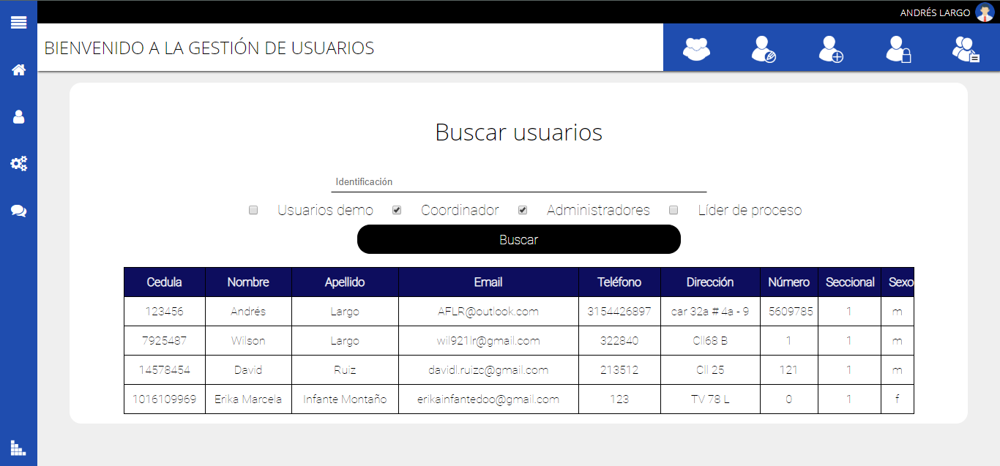 ANDRÉS LARGO
BIENVENIDO A LA GESTIÓN DE USUARIOS
Buscar usuarios
Identificación
Usuarios demo Coordinador Administradores Líder de proceso
Buscar
Cedula Nombre Apellido Email Teléfono Dirección Número Seccional Sexo
123456 Andrés Largo AFLR@outlook.com 3154426897 car 32a # 4a - 9 5609785 1 m
7925487 Wilson Largo wil921lr@gmail.com 322840 Cll68 B 1 1 m
14578454 David Ruiz davidl.ruizc@gmail.com 213512 Cll 25 121 1 m
1016109969 Erika Marcela Infante Montaño erikainfantedoo@gmail.com 123 TV 78 L 0 1 f